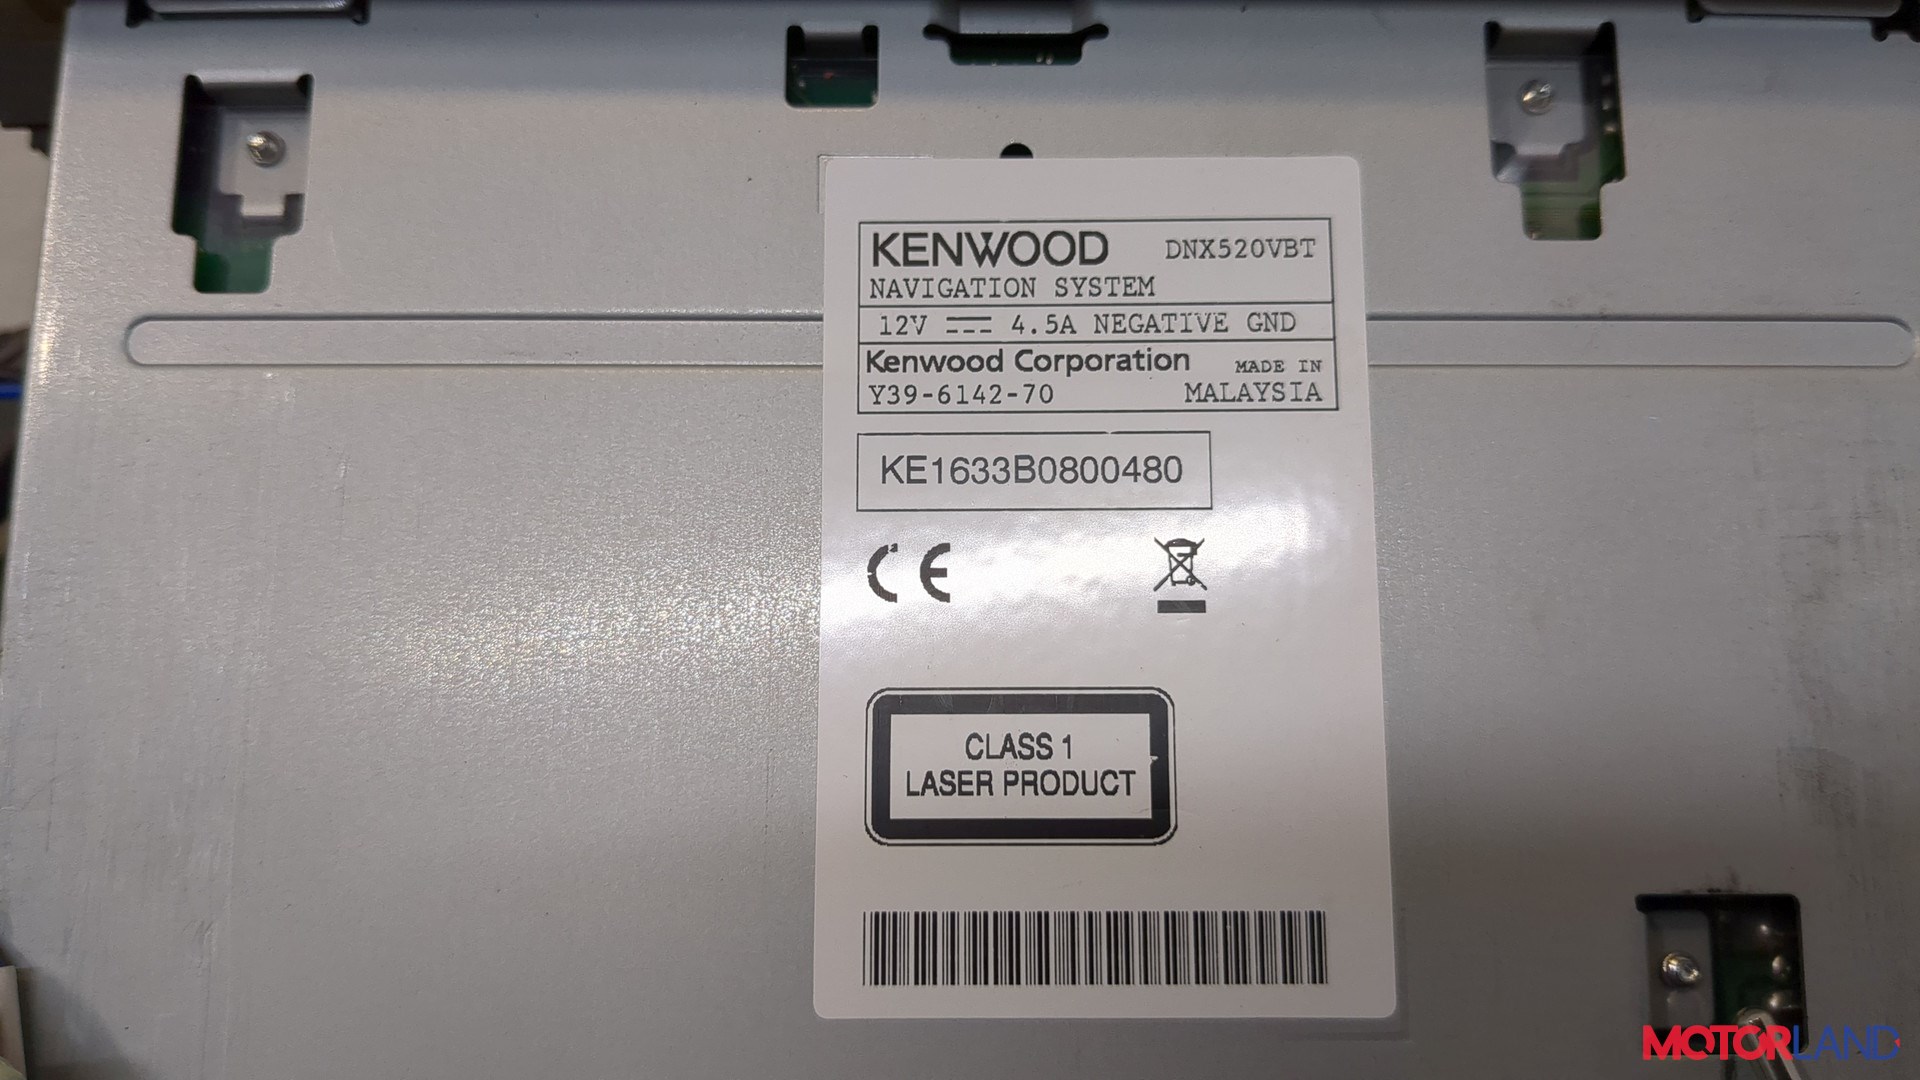 KENWOOD DNX520VBT
NAVIGATION SYSTEM
12V 4.5A NEGATIVE GND
Kenwood Corporation MADE IN
Y39-6142-70 MALAYSIA
KE1633B0800480
CE
CLASS 1
LASER PRODUCT
MOTORLAND